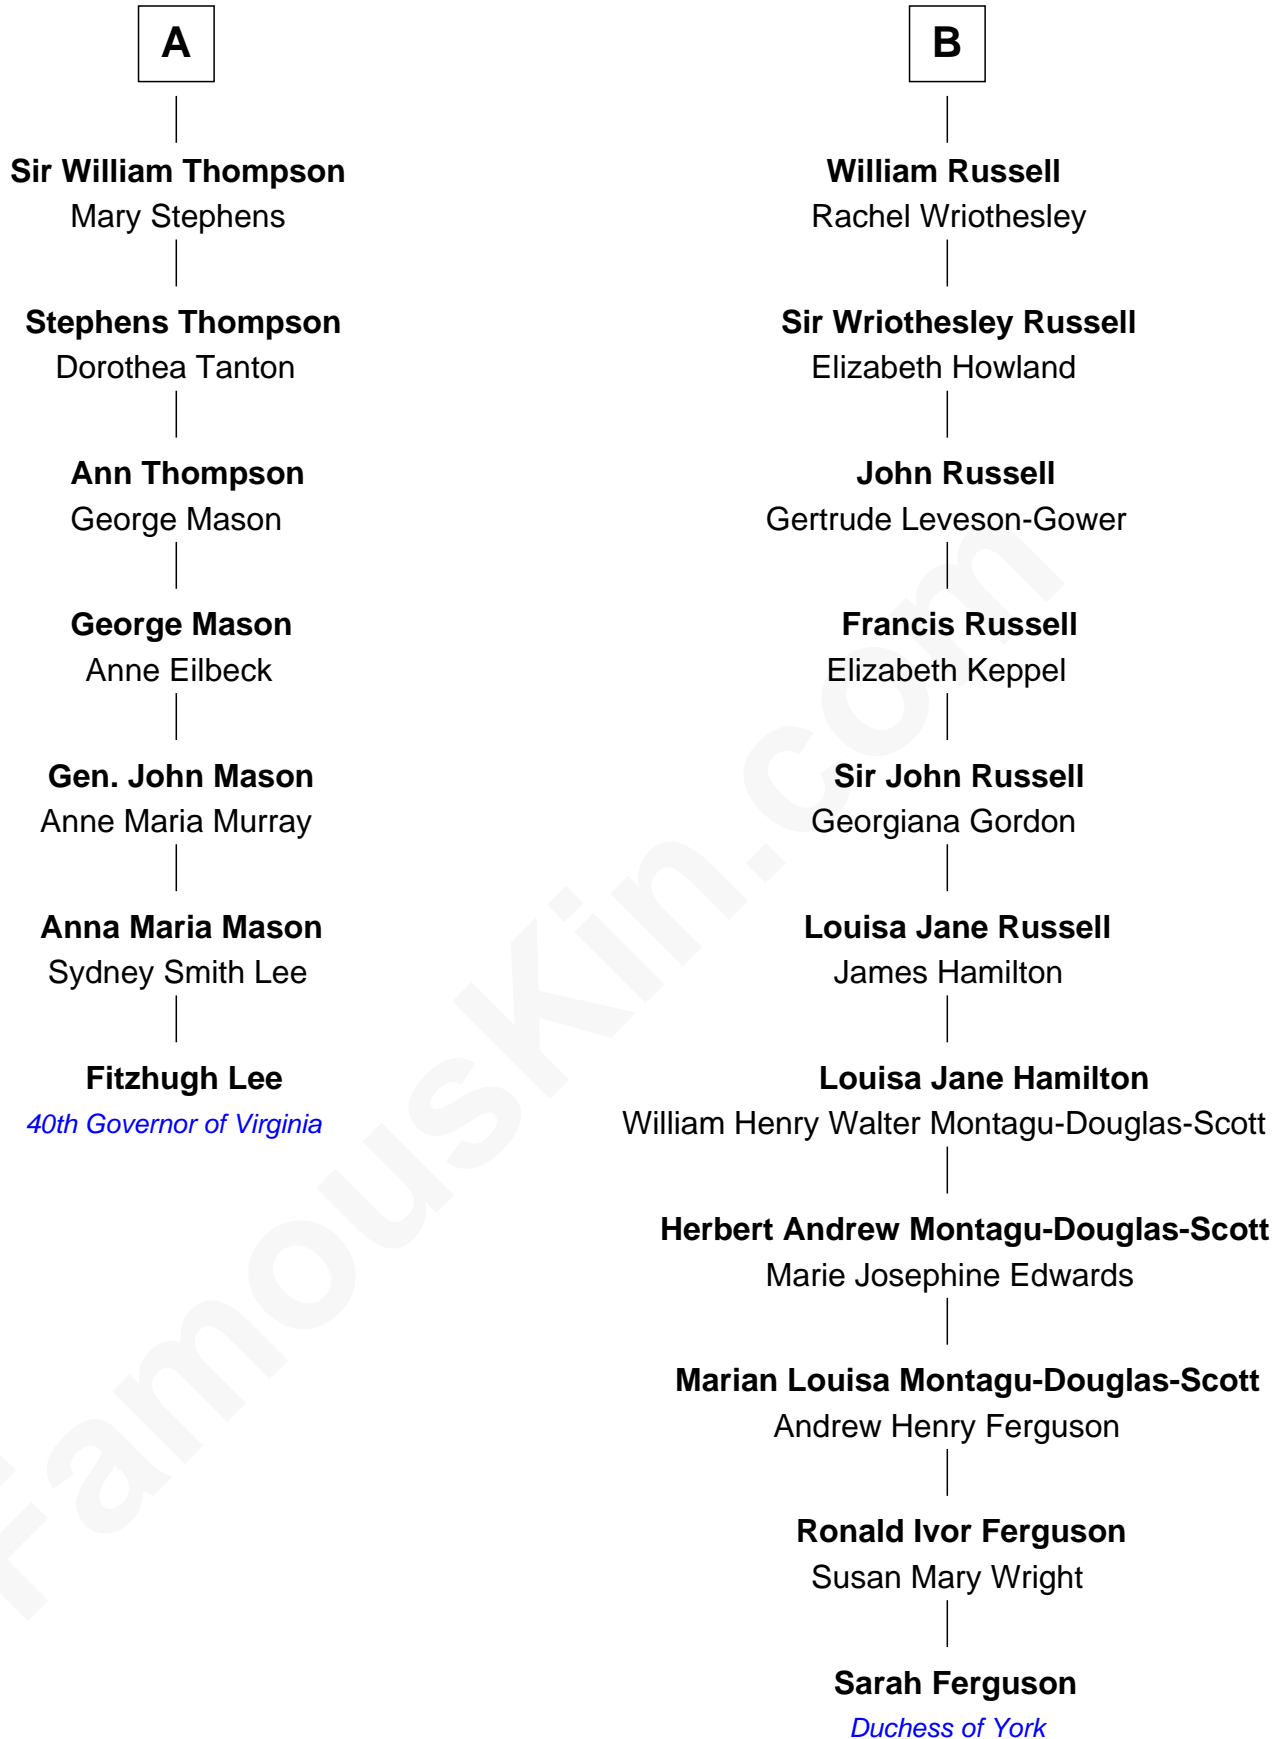 A
Sir William Thompson
Mary Stephens
Stephens Thompson
Dorothea Tanton
Ann Thompson
George Mason
George Mason
Anne Eilbeck
Gen. John Mason
Anne Maria Murray
Anna Maria Mason
Sydney Smith Lee
Fitzhugh Lee
40th Governor of Virginia
B
William Russell
Rachel Wriothesley
Sir Wriothesley Russell
Elizabeth Howland
John Russell
Gertrude Leveson-Gower
Francis Russell
Elizabeth Keppel
Sir John Russell
Georgiana Gordon
Louisa Jane Russell
James Hamilton
Louisa Jane Hamilton
William Henry Walter Montagu-Douglas-Scott
Herbert Andrew Montagu-Douglas-Scott
Marie Josephine Edwards
Marian Louisa Montagu-Douglas-Scott
Andrew Henry Ferguson
Ronald Ivor Ferguson
Susan Mary Wright
Sarah Ferguson
Duchess of York
FamousKin.com